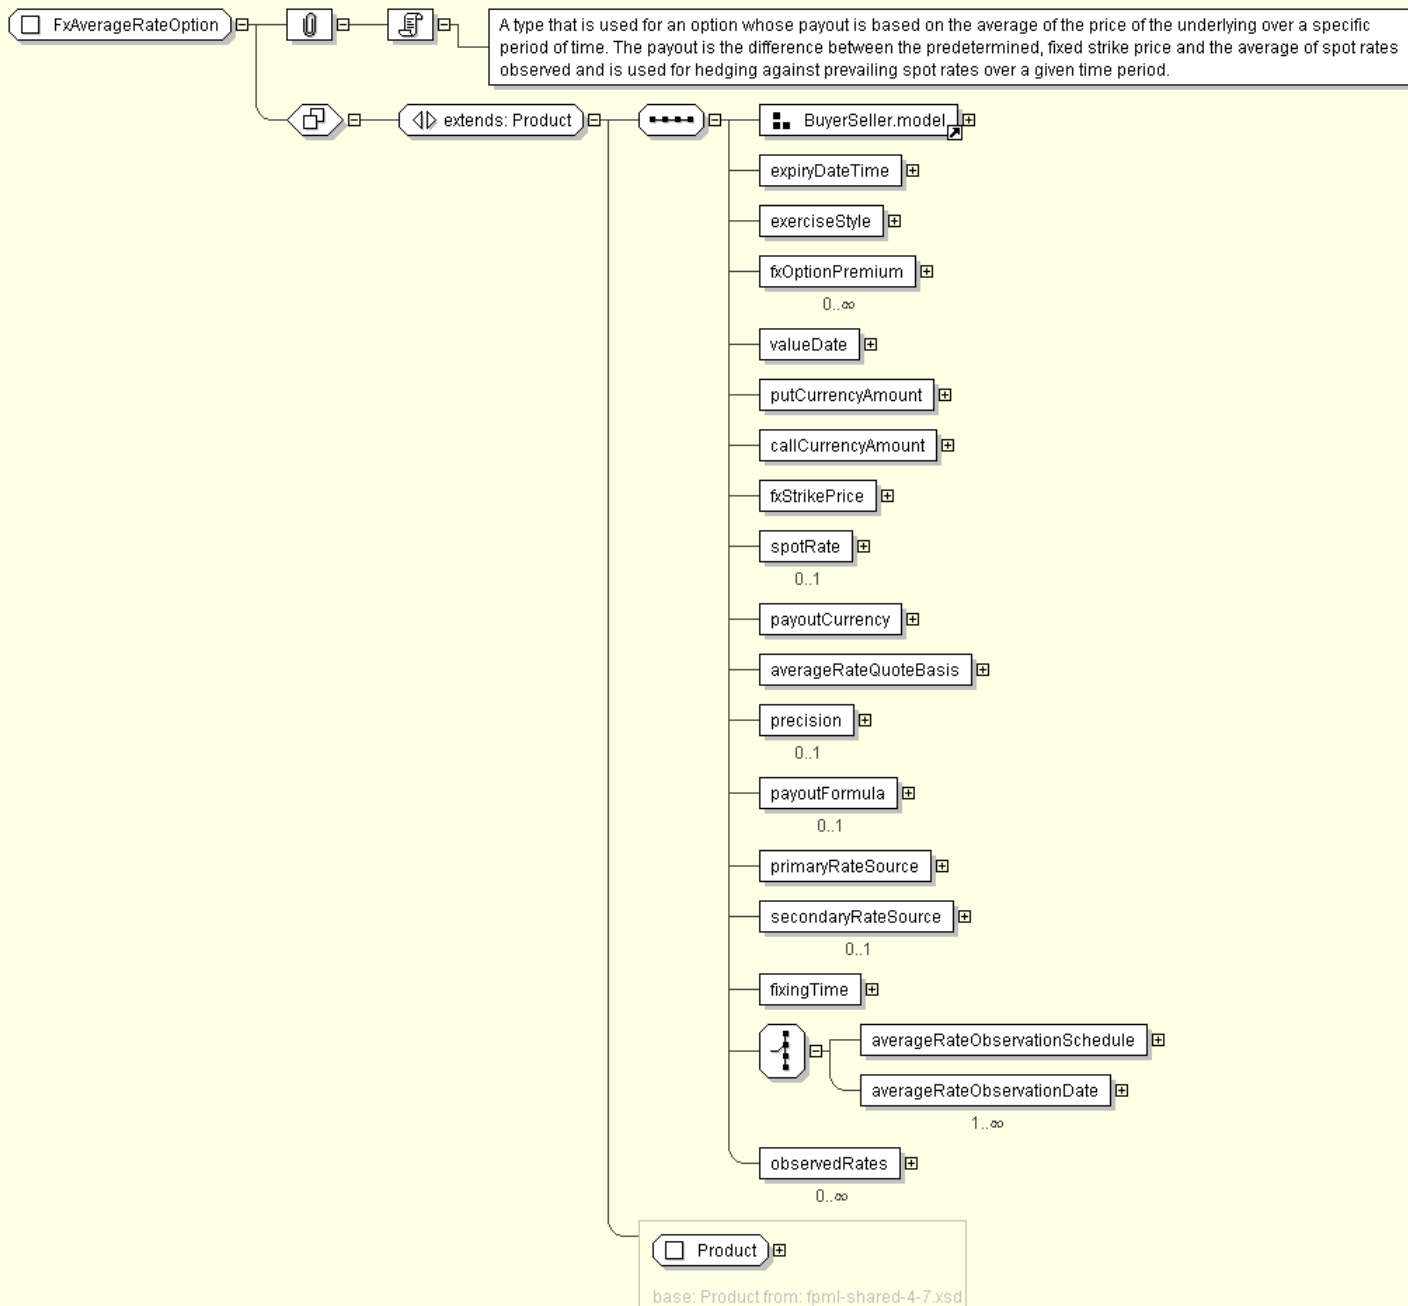 FxAverageRateOption
A type that is used for an option whose payout is based on the average of the price of the underlying over a specific
period of time. The payout is the difference between the predetermined, fixed strike price and the average of spot rates
observed and is used for hedging against prevailing spot rates over a given time period.
extends: Product
BuyerSeller.model
expiryDateTime
exerciseStyle
fxOptionPremium
0..∞
valueDate
putCurrencyAmount
callCurrencyAmount
fxStrikePrice
spotRate
0..1
payoutCurrency
averageRateQuoteBasis
precision
0..1
payoutFormula
0..1
primaryRateSource
secondaryRateSource
0..1
fixingTime
averageRateObservationSchedule
averageRateObservationDate
1..∞
observedRates
0..∞
Product
base: Product from: fpml-shared-4-7.xsd